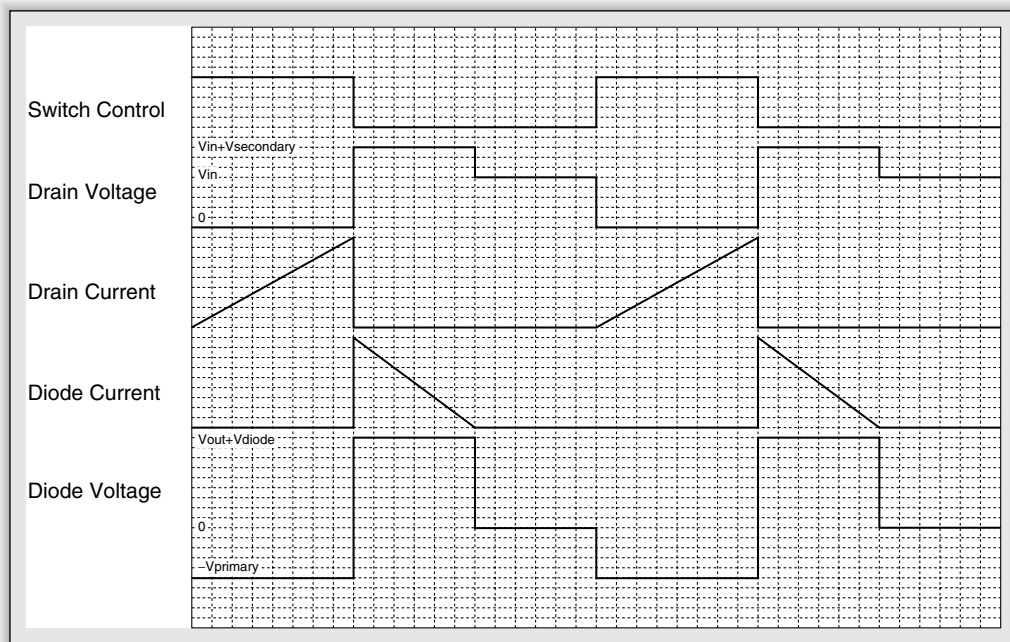 Switch Control
Vin+Vsecondary
Vin
Drain Voltage
0
Drain Current
Diode Current
Vout+Vdiode
Diode Voltage
0
–Vprimary